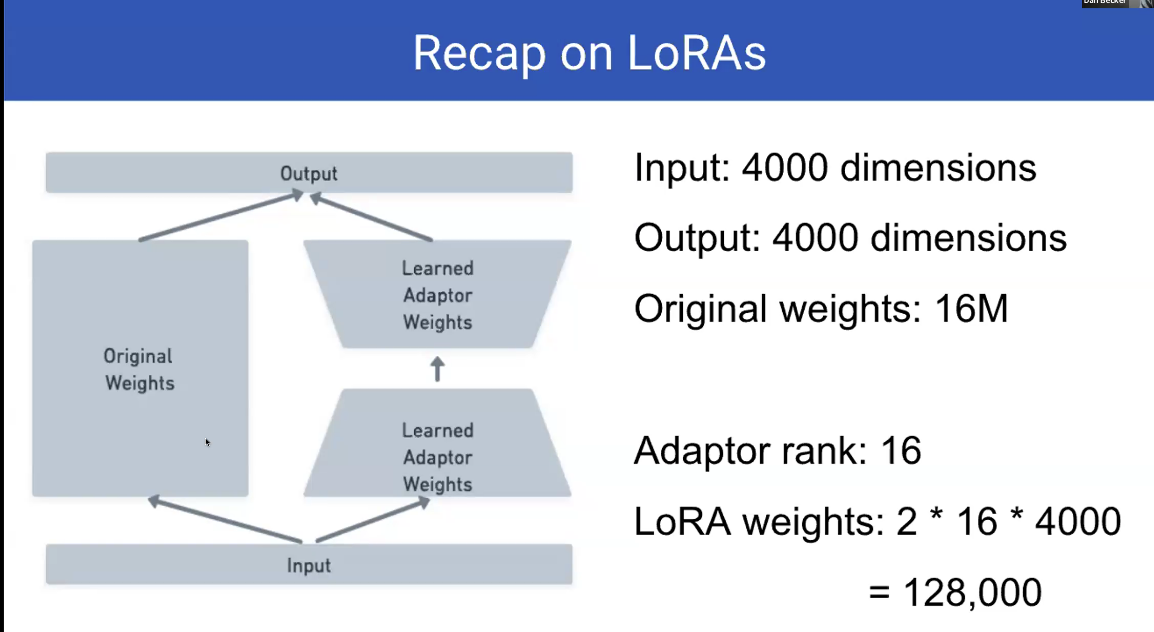 Dan Becker
Recap on LoRAs
Output
Learned
Adaptor
Weights
Original
Weights
Learned
Adaptor
Weights
Input
Input: 4000 dimensions
Output: 4000 dimensions
Original weights: 16M
Adaptor rank: 16
LoRA weights: 2 * 16 * 4000
= 128,000